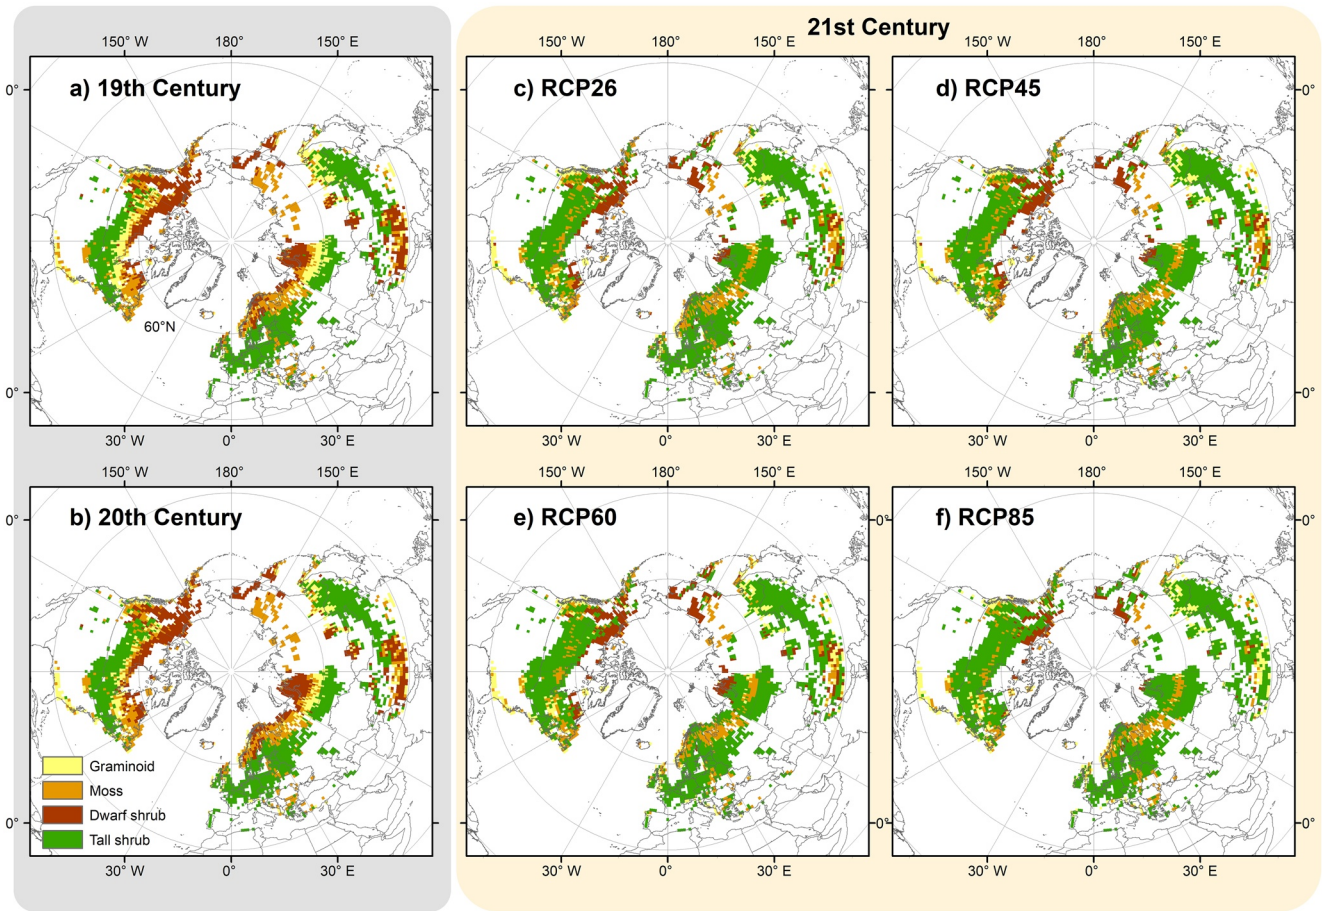 21st Century
150° W 180° 150° E 150° W 180° 150° E 150° W 180° 150° E
0° a) 19th Century c) RCP26 d) RCP45 0°
60°N
0° 0°
30° W 0° 30° E 30° W 0° 30° E 30° W 0° 30° E
150° W 180° 150° E 150° W 180° 150° E 150° W 180° 150° E
0° b) 20th Century e) RCP60 0° f) RCP85 0°
Graminoid
Moss
Dwarf shrub
0° 0° 0°
Tall shrub
30° W 0° 30° E 30° W 0° 30° E 30° W 0° 30° E